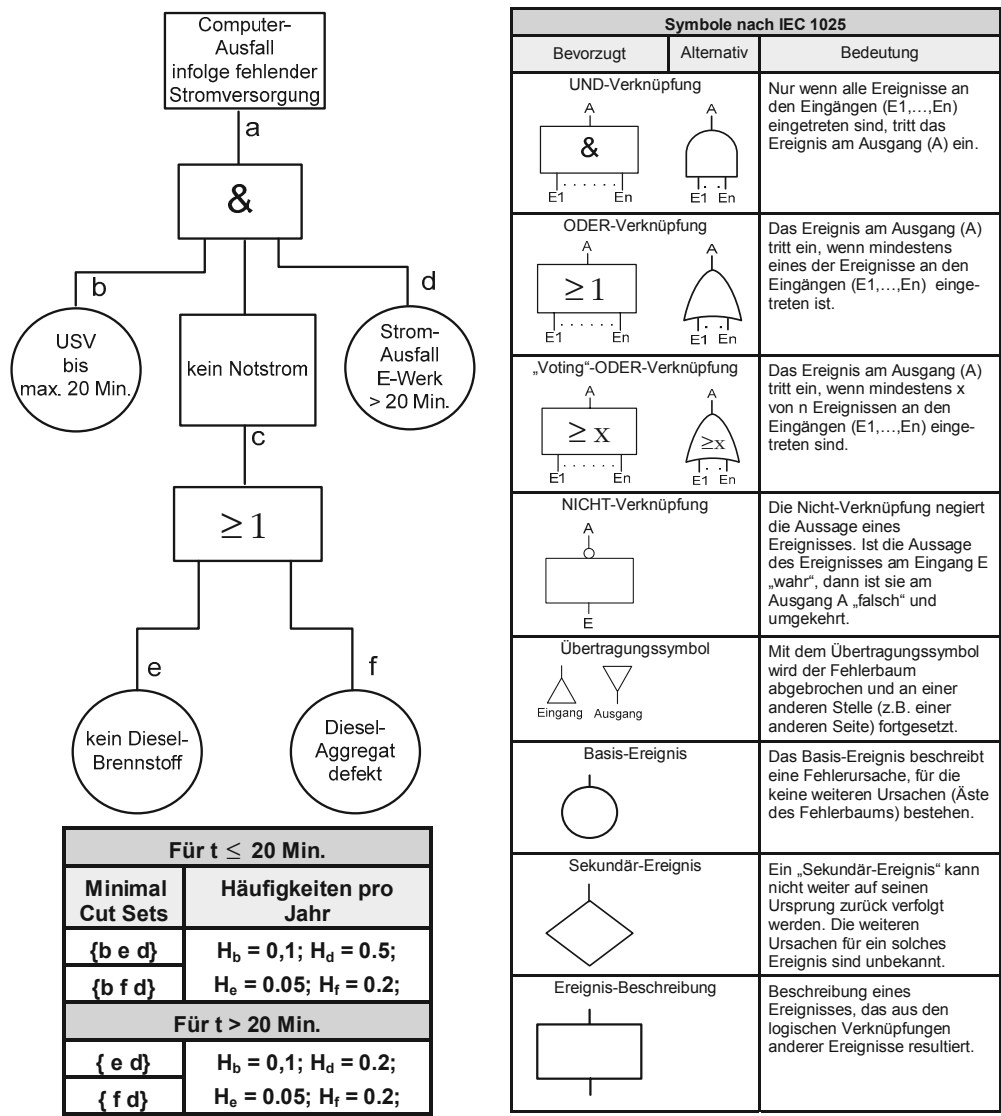 Computer-
Ausfall
infolge fehlender
Stromversorgung
a
&
b
d
USV
bis
max. 20 Min.
kein Notstrom
Strom-
Ausfall
E-Werk
> 20 Min.
c
≥ 1
e
f
kein Diesel-
Brennstoff
Diesel-
Aggregat
defekt
Für t ≤ 20 Min.
Minimal
Cut Sets
Häufigkeiten pro
Jahr
{b e d}
H_b = 0,1; H_d = 0.5;
{b f d}
H_e = 0.05; H_f = 0.2;
Für t > 20 Min.
{ e d}
H_b = 0,1; H_d = 0.2;
{ f d}
H_e = 0.05; H_f = 0.2;
Symbole nach IEC 1025
Bevorzugt Alternativ Bedeutung
UND-Verknüpfung
A A
&
E1 En E1 En
Nur wenn alle Ereignisse an
den Eingängen (E1,…,En)
eingetreten sind, tritt das
Ereignis am Ausgang (A) ein.
ODER-Verknüpfung
A A
≥ 1
E1 En E1 En
Das Ereignis am Ausgang (A)
tritt ein, wenn mindestens
eines der Ereignisse an den
Eingängen (E1,…,En) einge-
treten ist.
„Voting“-ODER-Verknüpfung
A A
≥ x ≥x
E1 En E1 En
Das Ereignis am Ausgang (A)
tritt ein, wenn mindestens x
von n Ereignissen an den
Eingängen (E1,…,En) einge-
treten sind.
NICHT-Verknüpfung
A
E
Die Nicht-Verknüpfung negiert
die Aussage eines
Ereignisses. Ist die Aussage
des Ereignisses am Eingang E
„wahr“, dann ist sie am
Ausgang A „falsch“ und
umgekehrt.
Übertragungssymbol
Eingang Ausgang
Mit dem Übertragungssymbol
wird der Fehlerbaum
abgebrochen und an einer
anderen Stelle (z.B. einer
anderen Seite) fortgesetzt.
Basis-Ereignis
Das Basis-Ereignis beschreibt
eine Fehlerursache, für die
keine weiteren Ursachen (Äste
des Fehlerbaums) bestehen.
Sekundär-Ereignis
Ein „Sekundär-Ereignis“ kann
nicht weiter auf seinen
Ursprung zurück verfolgt
werden. Die weiteren
Ursachen für ein solches
Ereignis sind unbekannt.
Ereignis-Beschreibung
Beschreibung eines
Ereignisses, das aus den
logischen Verknüpfungen
anderer Ereignisse resultiert.